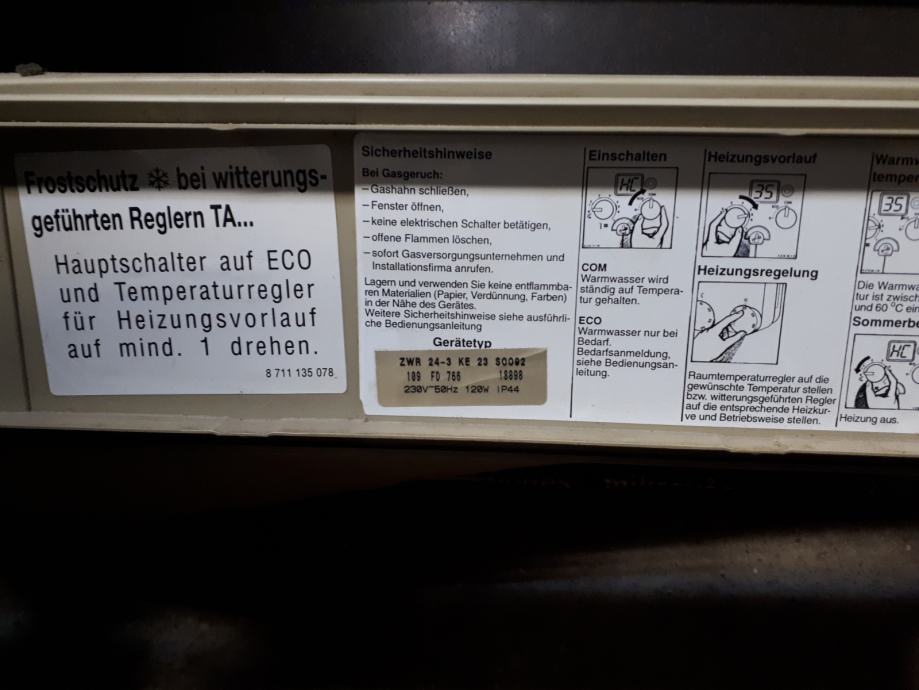 Frostschutz ❄ bei witterungs-
geführten Reglern TA...
Hauptschalter auf ECO
und Temperaturregler
für Heizungsvorlauf
auf mind. 1 drehen.
8 711 135 078
Sicherheitshinweise
Bei Gasgeruch:
–Gashahn schließen,
–Fenster öffnen,
–keine elektrischen Schalter betätigen,
–offene Flammen löschen,
–sofort Gasversorgungsunternehmen und
Installationsfirma anrufen.
Lagern und verwenden Sie keine entflammba-
ren Materialien (Papier, Verdünnung, Farben)
in der Nähe des Gerätes.
Weitere Sicherheitshinweise siehe ausführli-
che Bedienungsanleitung
Gerätetyp
ZWR 24-3 KE 23 S0092
109 FD 766
230V~50Hz 120W IP44
Einschalten
HC
COM
Warmwasser wird
ständig auf Tempera-
tur gehalten.
ECO
Warmwasser nur bei
Bedarf.
Bedarfsanmeldung,
siehe Bedienungsan-
leitung.
Heizungsvorlauf
35
Heizungsregelung
Raumtemperaturregler auf die
gewünschte Temperatur stellen
bzw. witterungsgeführten Regler
auf die entsprechende Heizkur-
ve und Betriebsweise stellen.
Warmw
temper
35
Die Warmwa
tur ist zwisch
und 60 °C ein
Sommerbe
HC
Heizung aus.